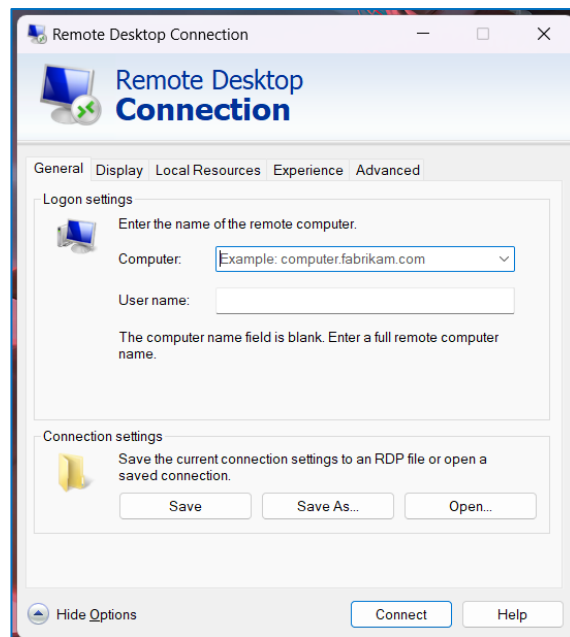 Remote Desktop Connection
Remote Desktop
Connection
General Display Local Resources Experience Advanced
Logon settings
Enter the name of the remote computer.
Computer: Example: computer.fabrikam.com
User name:
The computer name field is blank. Enter a full remote computer
name.
Connection settings
Save the current connection settings to an RDP file or open a
saved connection.
Save Save As... Open...
Hide Options Connect Help